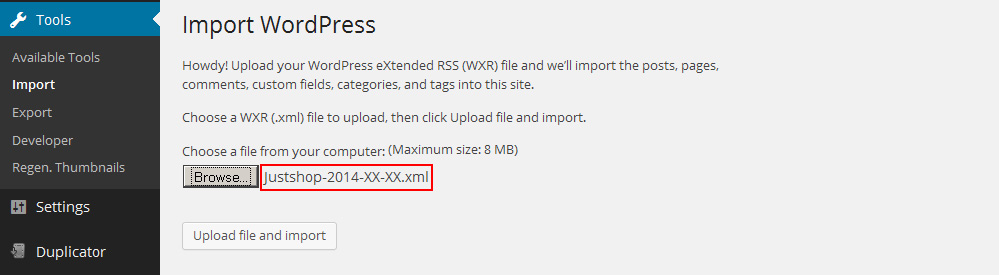 Tools
Available Tools
Import
Export
Developer
Regen. Thumbnails
Settings
Duplicator
Import WordPress
Howdy! Upload your WordPress eXtended RSS (WXR) file and we'll import the posts, pages,
comments, custom fields, categories, and tags into this site.
Choose a WXR (.xml) file to upload, then click Upload file and import.
Choose a file from your computer: (Maximum size: 8 MB)
Browse... Justshop-2014-XX-XX.xml
Upload file and import